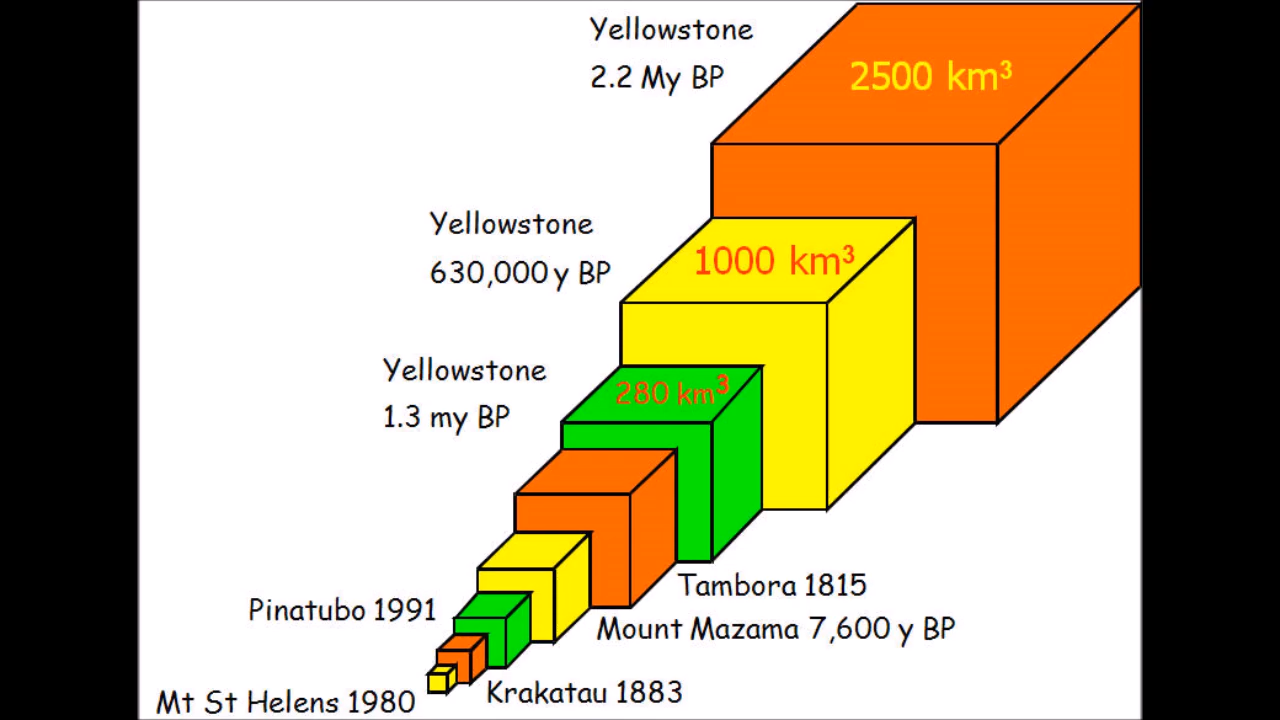 Yellowstone
2.2 My BP
2500 km³
Yellowstone
630,000 y BP
1000 km³
Yellowstone
1.3 my BP
280 km³
Tambora 1815
Pinatubo 1991
Mount Mazama 7,600 y BP
Krakatau 1883
Mt St Helens 1980